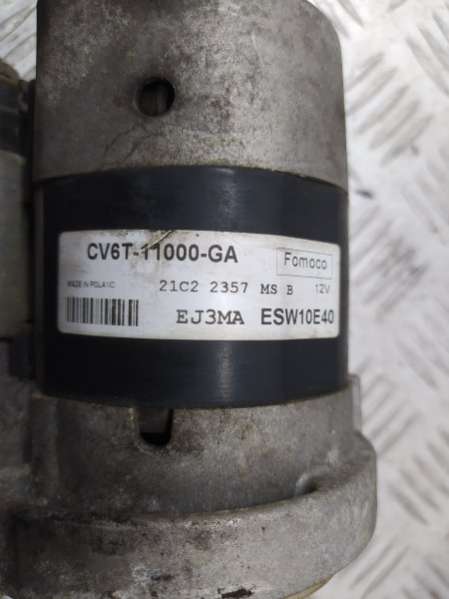 CV6T-11000-GA Fomoco
MADE IN POLAND 21C2 2357 MS B 12V
EJ3MA ESW10E40